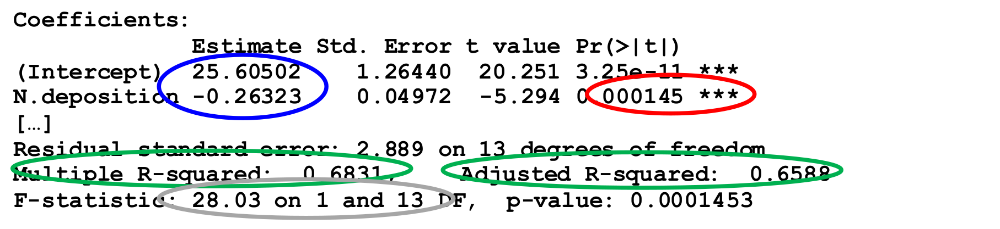 Coefficients:
Estimate Std. Error t value Pr(>|t|)
(Intercept) 25.60502 1.26440 20.251 3.25e-11 ***
N.deposition -0.26323 0.04972 -5.294 0.000145 ***
[…]
Residual standard error: 2.889 on 13 degrees of freedom
Multiple R-squared: 0.6831, Adjusted R-squared: 0.6588
F-statistic: 28.03 on 1 and 13 DF, p-value: 0.0001453